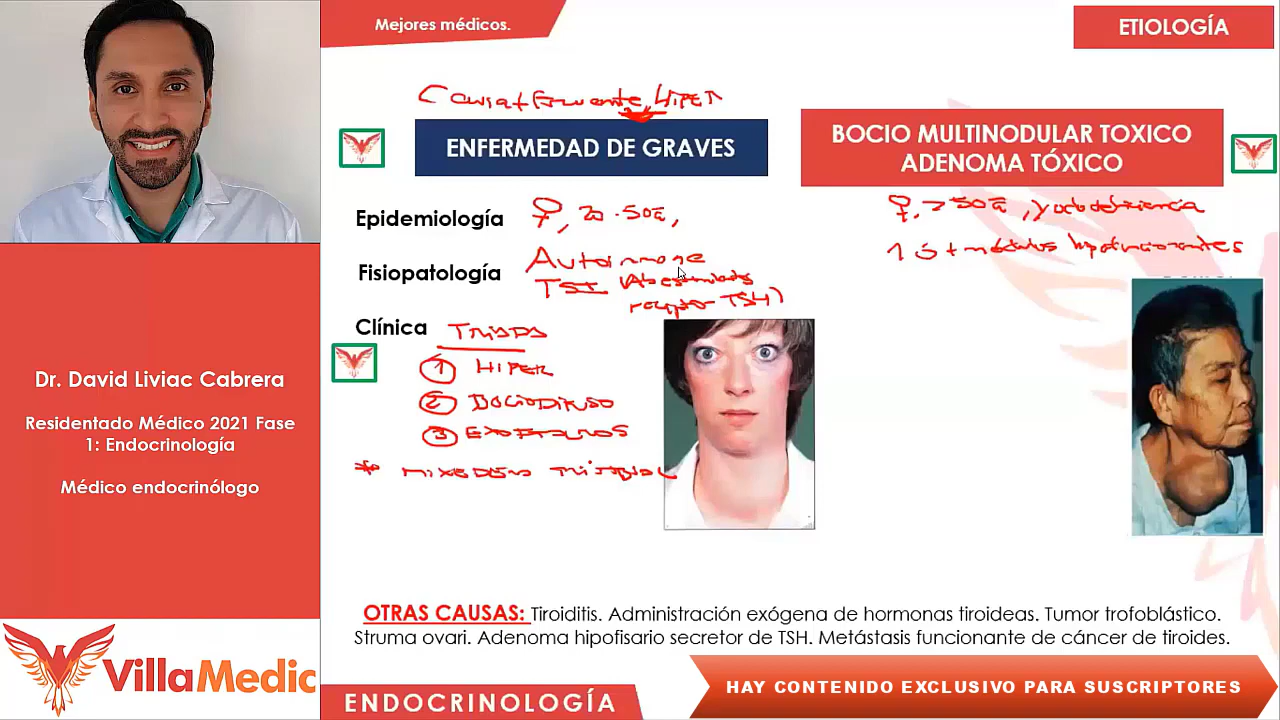 Mejores médicos.
ETIOLOGÍA
Causa + Frecuente, HIPER
ENFERMEDAD DE GRAVES
BOCIO MULTINODULAR TOXICO
ADENOMA TÓXICO
Epidemiología
♀, 20-50a,
♀, >50a, yododeficiencia
Fisiopatología
Autoinmune
TSI
receptor TSH)
1 ó + nódulos hiperfuncionantes
Clínica
TRIADA
① HIPER
② BOCIO DIFUSO
③ EXOFTALMOS
* MIXEDEMA
OTRAS CAUSAS: Tiroiditis. Administración exógena de hormonas tiroideas. Tumor trofoblástico.
Struma ovari. Adenoma hipofisario secretor de TSH. Metástasis funcionante de cáncer de tiroides.
Dr. David Liviac Cabrera
Residentado Médico 2021 Fase
1: Endocrinología
Médico endocrinólogo
VillaMedic
ENDOCRINOLOGÍA
HAY CONTENIDO EXCLUSIVO PARA SUSCRIPTORES